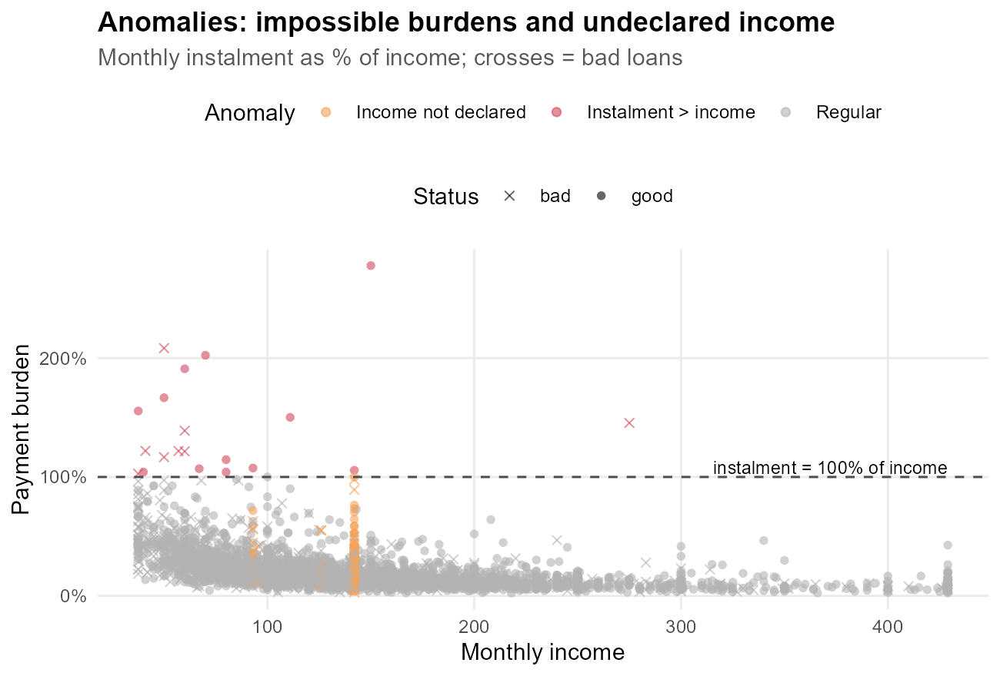 Anomalies: impossible burdens and undeclared income
Monthly instalment as % of income; crosses = bad loans
Anomaly Income not declared Instalment > income Regular
Status bad good
Payment burden
200%
100%
0%
instalment = 100% of income
100 200 300 400
Monthly income